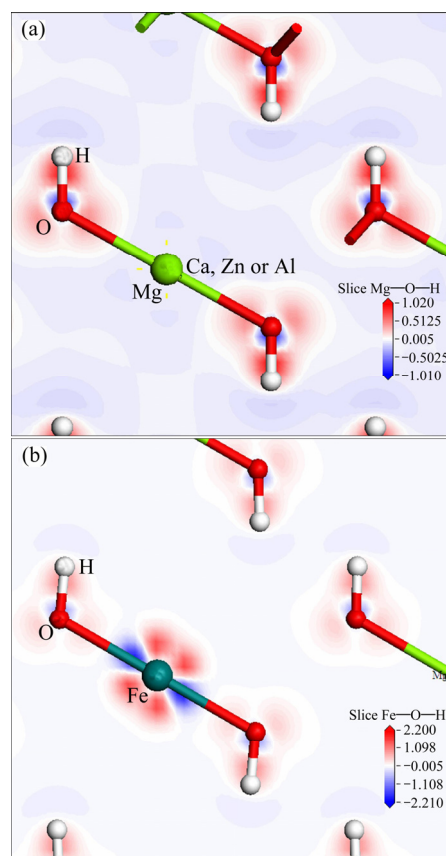 (a)
H
O
Ca, Zn or Al
Mg
Slice Mg—O—H
1.020
0.5125
0.005
−0.5025
−1.010
(b)
H
O
Fe
Mg
Slice Fe—O—H
2.200
1.098
−0.005
−1.108
−2.210